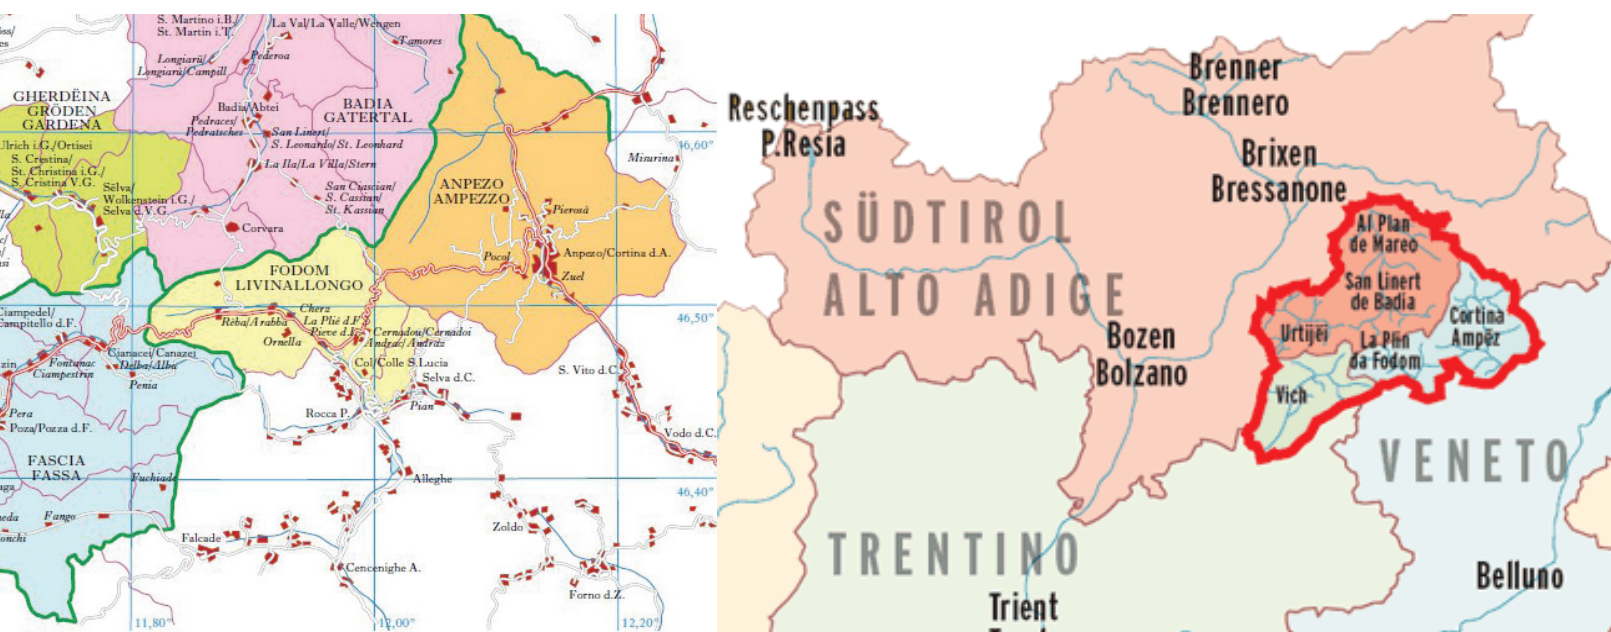 S. Martino i.B.
St. Martin i.T.
La Val/La Valle/Wengen
Tamores
Longiarü/
Longiarù/Campill
Pederoa
GHERDËINA
GRÖDEN
GARDENA
Badia/Abtei
BADIA
GATERTAL
Pedraces/
Pedratsches
San Linert/
S. Leonardo/St. Leonhard
Ulrich i.G./Ortisei
S. Crestina/
St. Christina i.G./
S. Cristina V.G.
La Ila/La Villa/Stern
Sëlva/
Wolkenstein i.G./
Selva d.V.G.
San Ciascian/
S. Cassian/
St. Kassian
Corvara
ANPEZO
AMPEZZO
Misurina
46,60°
Pierosà
Pocol
Anpezo/Cortina d.A.
Zuel
FODOM
LIVINALLONGO
Ciampedel/
Campitello d.F.
Cherz
Rèba/Arabba
La Plié d.F.
Pieve d.L.
Ornella
Cernadou/Cernadoi
Andrac/Andraz
46,50°
Cianacei/Canazei
Delba/Alba
Fontanac
Ciampestrin
Penia
Col/Colle S.Lucia
Selva d.C.
S. Vito d.C.
Rocca P.
Pian
Pera
Poza/Pozza d.F.
Vodo d.C.
FASCIA
FASSA
Fuchiade
Alleghe
46,40°
Fango
Falcade
Zoldo
Cencenighe A.
Forno d.Z.
11,80°
12,00°
12,20°
Brenner
Brennero
Reschenpass
P.Resia
Brixen
Bressanone
SÜDTIROL
ALTO ADIGE
Al Plan
de Mareo
San Linert
de Badia
Cortina
Ampëz
Urtijëi
La Plìn
da Fodom
Vich
Bozen
Bolzano
VENETO
TRENTINO
Belluno
Trient